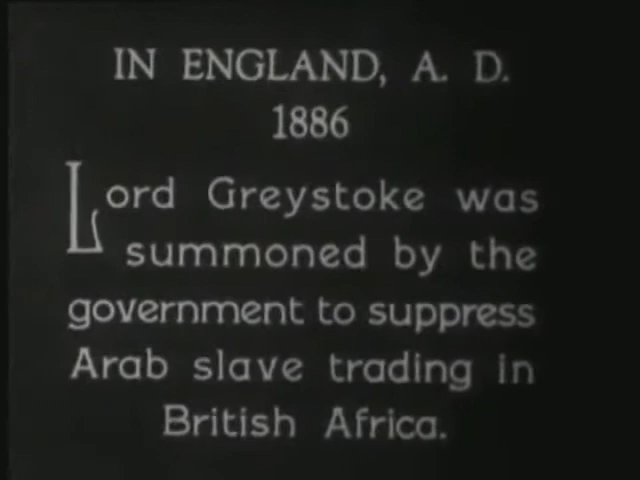 IN ENGLAND, A. D.
1886
Lord Greystoke was
summoned by the
government to suppress
Arab slave trading in
British Africa.